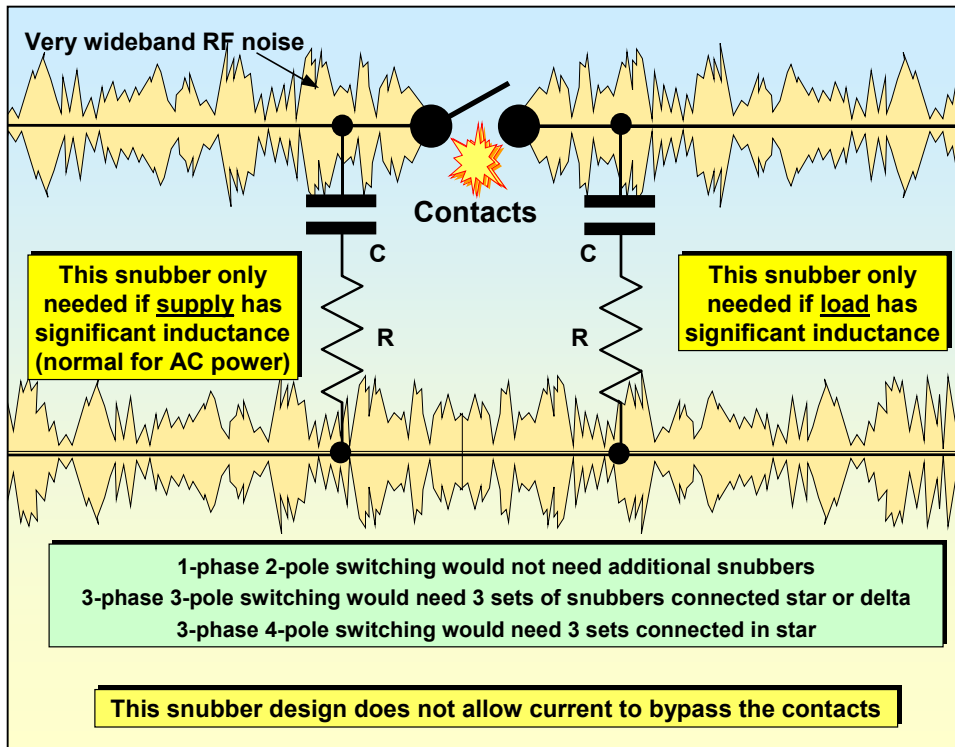 Very wideband RF noise
Contacts
C
C
This snubber only
needed if supply has
significant inductance
(normal for AC power)
R
R
This snubber only
needed if load has
significant inductance
1-phase 2-pole switching would not need additional snubbers
3-phase 3-pole switching would need 3 sets of snubbers connected star or delta
3-phase 4-pole switching would need 3 sets connected in star
This snubber design does not allow current to bypass the contacts